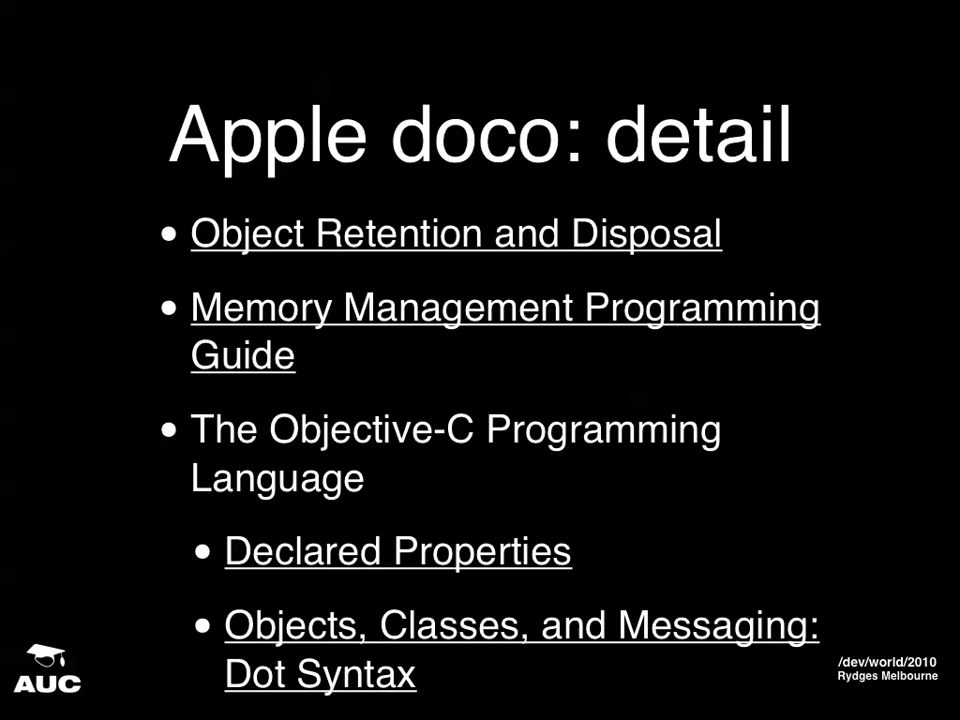 Apple doco: detail
• Object Retention and Disposal
• Memory Management Programming
Guide
• The Objective-C Programming
Language
• Declared Properties
• Objects, Classes, and Messaging:
Dot Syntax
AUC
/dev/world/2010
Rydges Melbourne